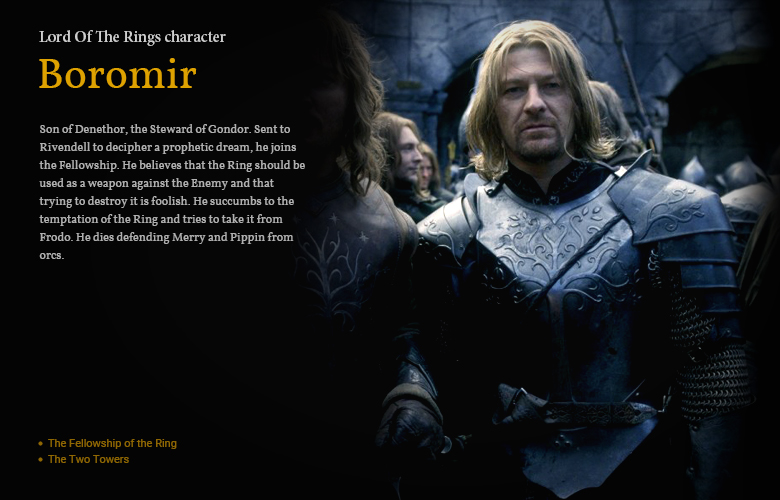 Lord Of The Rings character
Boromir
Son of Denethor, the Steward of Gondor. Sent to
Rivendell to decipher a prophetic dream, he joins
the Fellowship. He believes that the Ring should be
used as a weapon against the Enemy and that
trying to destroy it is foolish. He succumbs to the
temptation of the Ring and tries to take it from
Frodo. He dies defending Merry and Pippin from
orcs.
The Fellowship of the Ring
The Two Towers